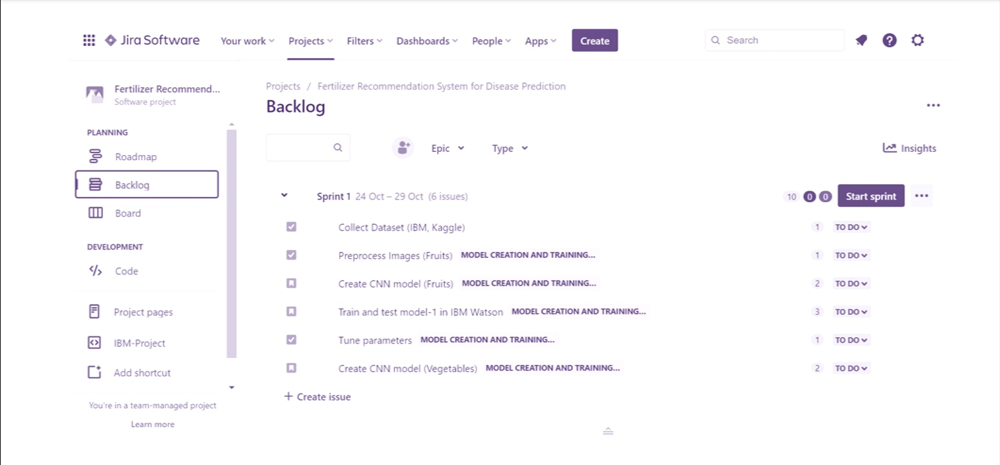 Jira Software Your work Projects Filters Dashboards People Apps Create Search
Fertilizer Recommend...
Software project
PLANNING
Roadmap
Backlog
Board
DEVELOPMENT
Code
Project pages
IBM-Project
Add shortcut
You're in a team-managed project
Learn more
Projects / Fertilizer Recommendation System for Disease Prediction
Backlog
Epic Type Insights
Sprint 1 24 Oct – 29 Oct (6 issues) 10 0 0 Start sprint
Collect Dataset (IBM, Kaggle) 1 TO DO
Preprocess Images (Fruits) MODEL CREATION AND TRAINING... 1 TO DO
Create CNN model (Fruits) MODEL CREATION AND TRAINING... 2 TO DO
Train and test model-1 in IBM Watson MODEL CREATION AND TRAINING... 3 TO DO
Tune parameters MODEL CREATION AND TRAINING... 1 TO DO
Create CNN model (Vegetables) MODEL CREATION AND TRAINING... 2 TO DO
+ Create issue